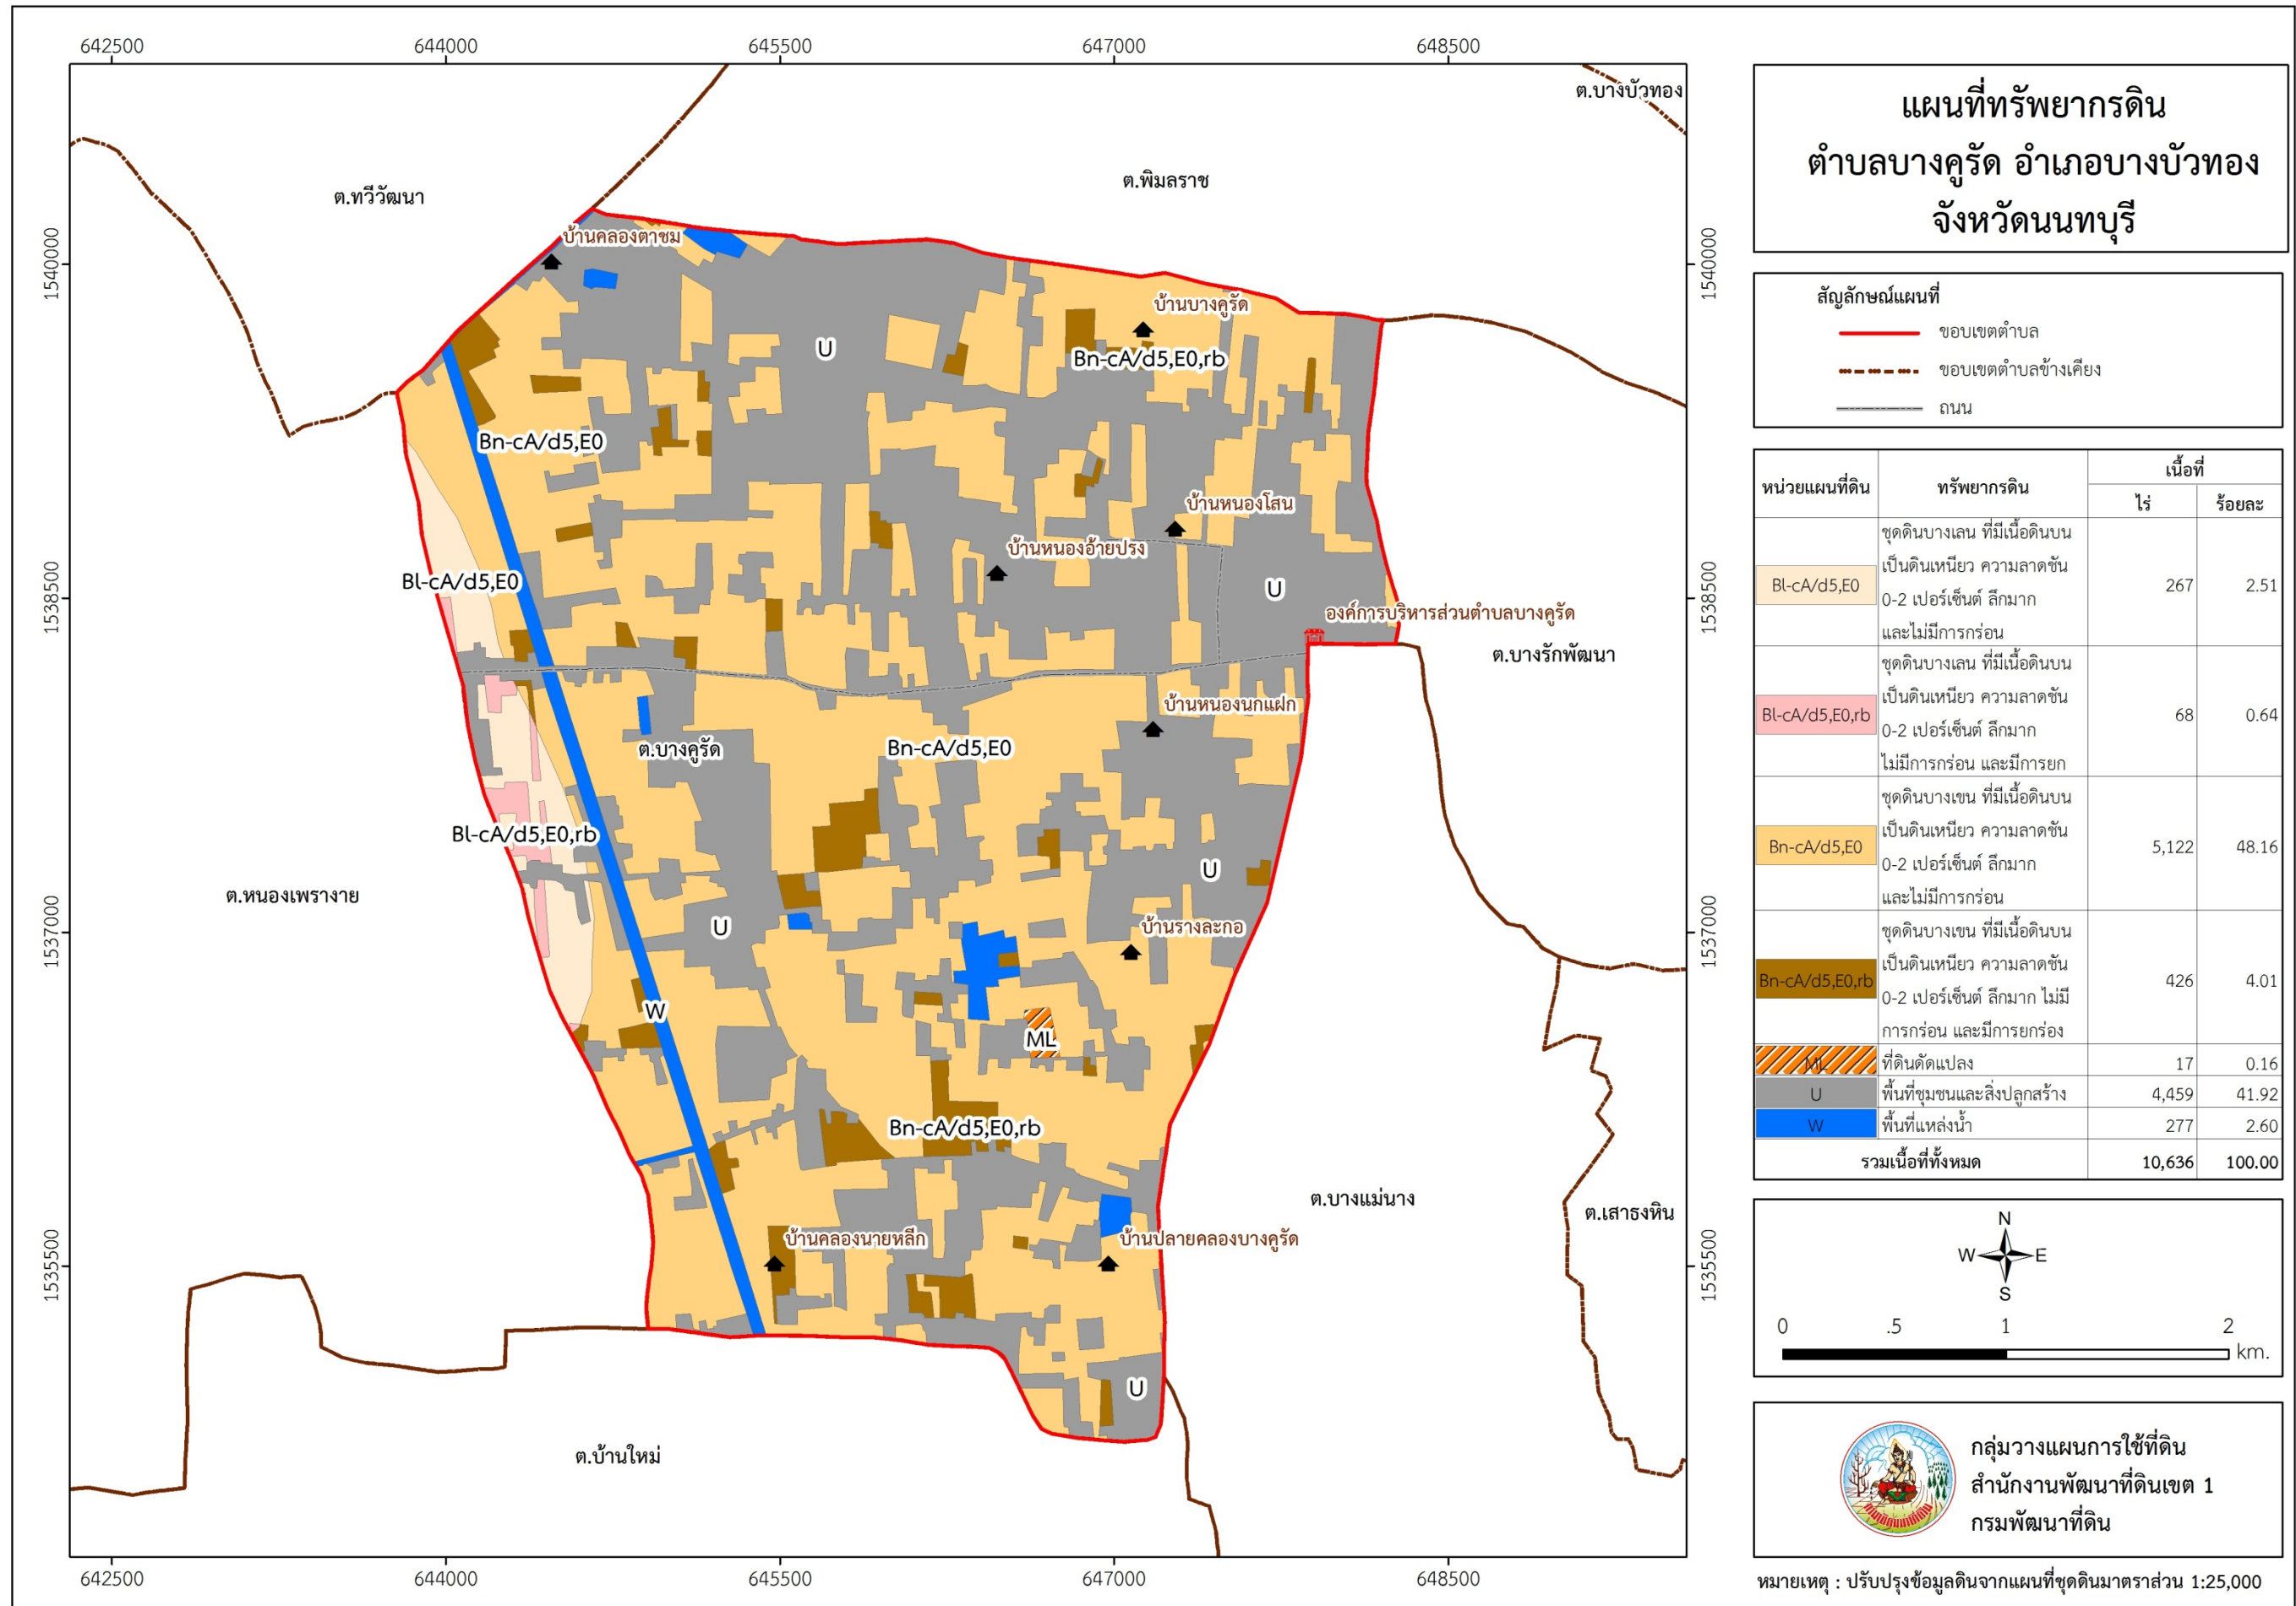 642500 644000 645500 647000 648500
ต.บางบัวทอง
ต.พิมลราช
ต.ทวีวัฒนา
บ้านคลองตาชม
1540000
1540000
บ้านบางคูรัด
U
Bn-cA/d5,E0,rb
Bn-cA/d5,E0
บ้านหนองโสน
บ้านหนองอ้ายปรง
Bl-cA/d5,E0
U
1538500
1538500
องค์การบริหารส่วนตำบลบางคูรัด
ต.บางรักพัฒนา
บ้านหนองนกแฝก
ต.บางคูรัด
Bn-cA/d5,E0
Bl-cA/d5,E0,rb
U
ต.หนองเพรางาย
U
บ้านรางละกอ
1537000
1537000
W
ML
Bn-cA/d5,E0,rb
ต.บางแม่นาง
ต.เสาธงหิน
บ้านคลองนายหลีก
บ้านปลายคลองบางคูรัด
1535500
1535500
U
ต.บ้านใหม่
642500 644000 645500 647000 648500
แผนที่ทรัพยากรดิน
ตำบลบางคูรัด อำเภอบางบัวทอง
จังหวัดนนทบุรี
สัญลักษณ์แผนที่
ขอบเขตตำบล
ขอบเขตตำบลข้างเคียง
ถนน
หน่วยแผนที่ดิน ทรัพยากรดิน เนื้อที่
ไร่ ร้อยละ
ชุดดินบางเลน ที่มีเนื้อดินบน
เป็นดินเหนียว ความลาดชัน
Bl-cA/d5,E0 267 2.51
0-2 เปอร์เซ็นต์ ลึกมาก
และไม่มีการกร่อน
ชุดดินบางเลน ที่มีเนื้อดินบน
เป็นดินเหนียว ความลาดชัน
Bl-cA/d5,E0,rb 68 0.64
0-2 เปอร์เซ็นต์ ลึกมาก
ไม่มีการกร่อน และมีการยก
ชุดดินบางเขน ที่มีเนื้อดินบน
เป็นดินเหนียว ความลาดชัน
Bn-cA/d5,E0 5,122 48.16
0-2 เปอร์เซ็นต์ ลึกมาก
และไม่มีการกร่อน
ชุดดินบางเขน ที่มีเนื้อดินบน
เป็นดินเหนียว ความลาดชัน
Bn-cA/d5,E0,rb 426 4.01
0-2 เปอร์เซ็นต์ ลึกมาก ไม่มี
การกร่อน และมีการยกร่อง
ML ที่ดินดัดแปลง 17 0.16
U พื้นที่ชุมชนและสิ่งปลูกสร้าง 4,459 41.92
W พื้นที่แหล่งน้ำ 277 2.60
รวมเนื้อที่ทั้งหมด 10,636 100.00
N
W E
S
0 .5 1 2
km.
กลุ่มวางแผนการใช้ที่ดิน
สำนักงานพัฒนาที่ดินเขต 1
กรมพัฒนาที่ดิน
หมายเหตุ : ปรับปรุงข้อมูลดินจากแผนที่ชุดดินมาตราส่วน 1:25,000